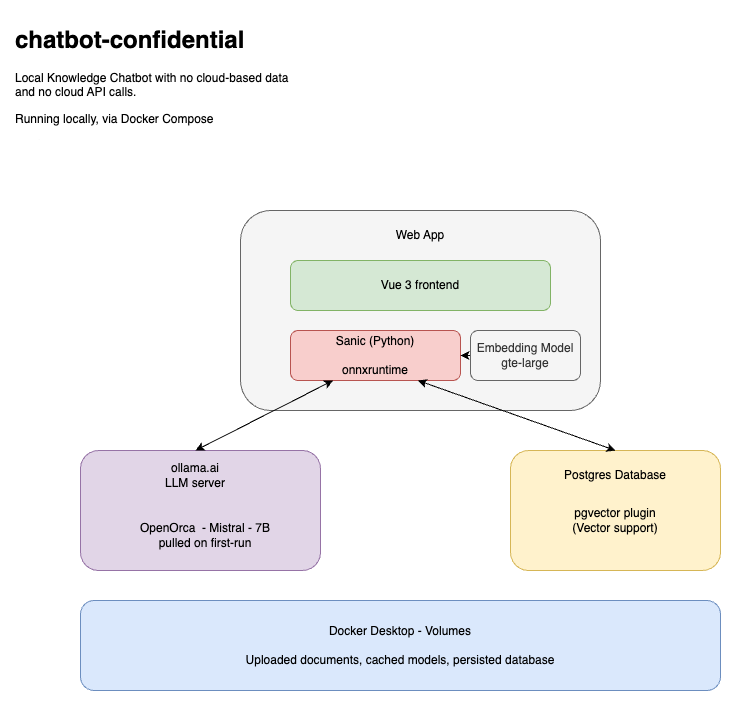 chatbot-confidential
Local Knowledge Chatbot with no cloud-based data
and no cloud API calls.
Running locally, via Docker Compose
Web App
Vue 3 frontend
Sanic (Python)
onnxruntime
Embedding Model
gte-large
ollama.ai
LLM server
OpenOrca  - Mistral - 7B
pulled on first-run
Postgres Database
pgvector plugin
(Vector support)
Docker Desktop - Volumes
Uploaded documents, cached models, persisted database